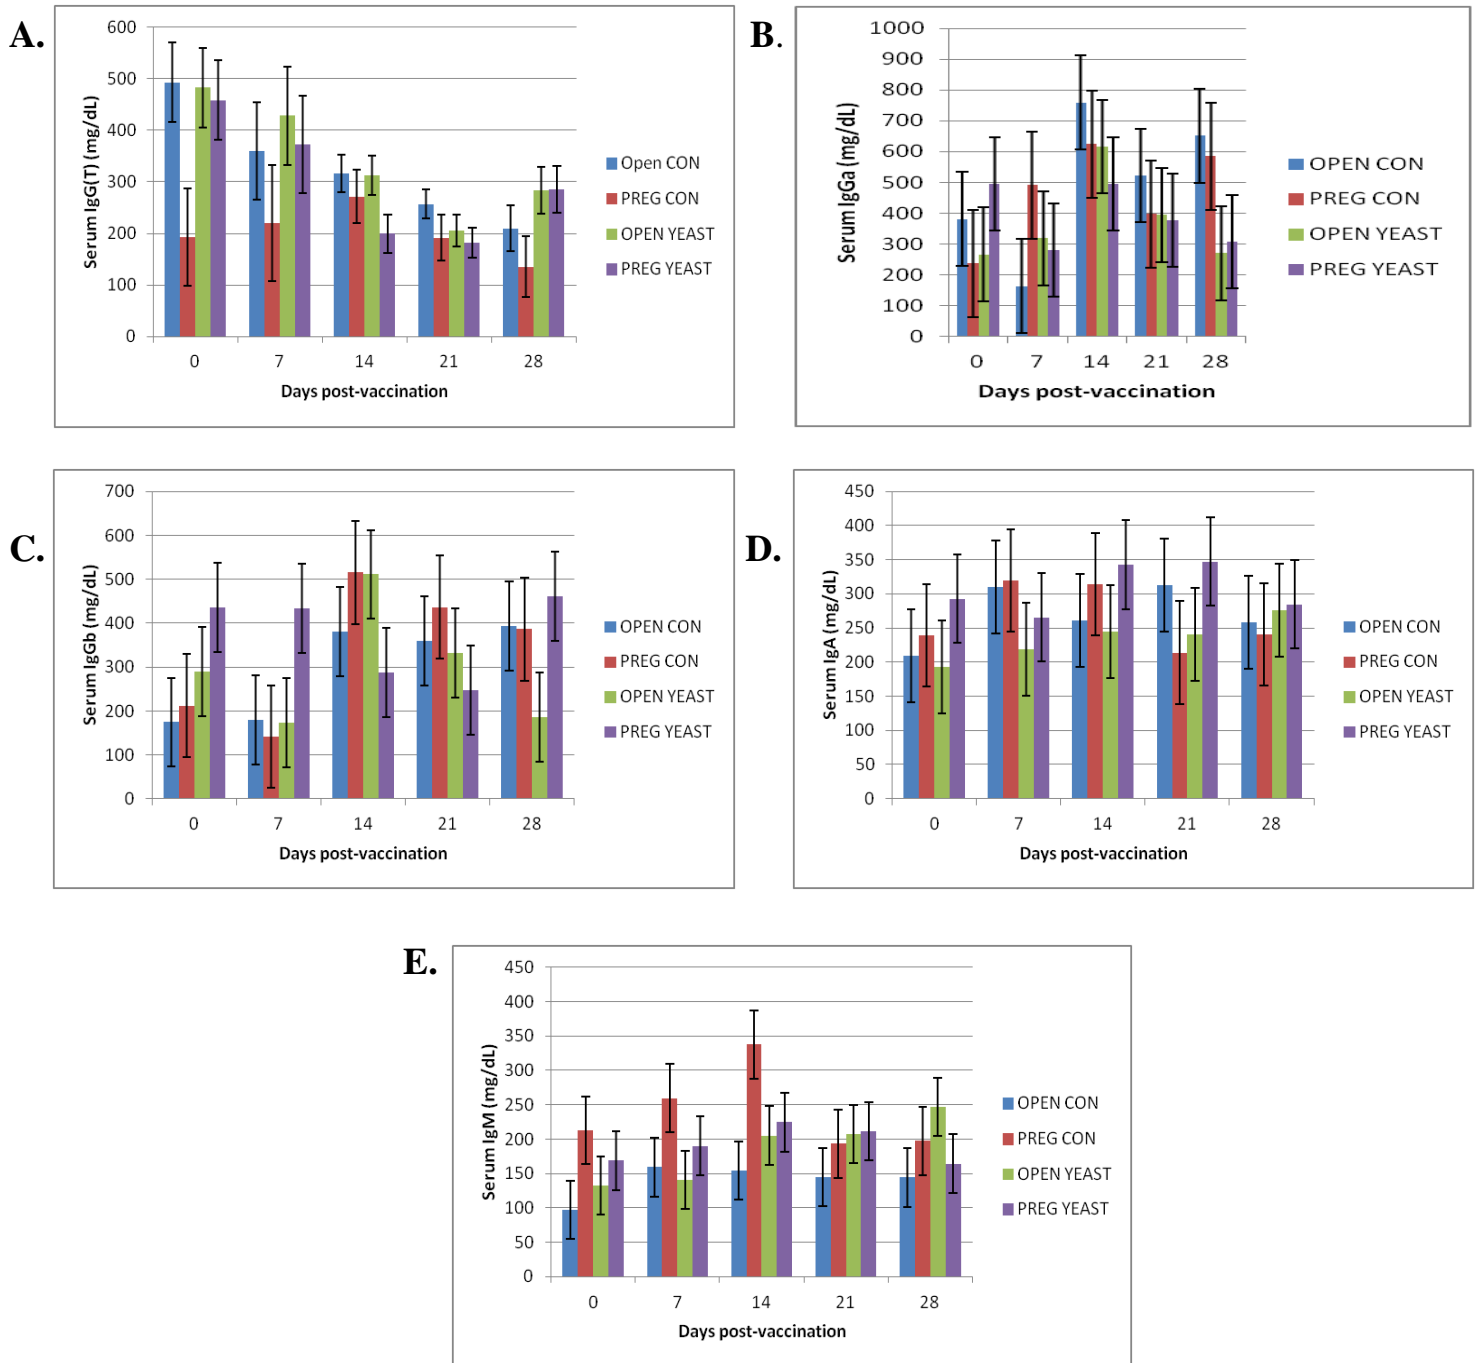 A.
600
500
400
300
200
100
0
Serum IgG(T) (mg/dL)
0 7 14 21 28
Days post-vaccination
Open CON
PREG CON
OPEN YEAST
PREG YEAST
B.
1000
900
800
700
600
500
400
300
200
100
0
Serum IgGa (mg/dL)
0 7 14 21 28
Days post-vaccination
OPEN CON
PREG CON
OPEN YEAST
PREG YEAST
C.
700
600
500
400
300
200
100
0
Serum IgGb (mg/dL)
0 7 14 21 28
Days post-vaccination
OPEN CON
PREG CON
OPEN YEAST
PREG YEAST
D.
450
400
350
300
250
200
150
100
50
0
Serum IgA (mg/dL)
0 7 14 21 28
Days post-vaccination
OPEN CON
PREG CON
OPEN YEAST
PREG YEAST
E.
450
400
350
300
250
200
150
100
50
0
Serum IgM (mg/dL)
0 7 14 21 28
Days post-vaccination
OPEN CON
PREG CON
OPEN YEAST
PREG YEAST